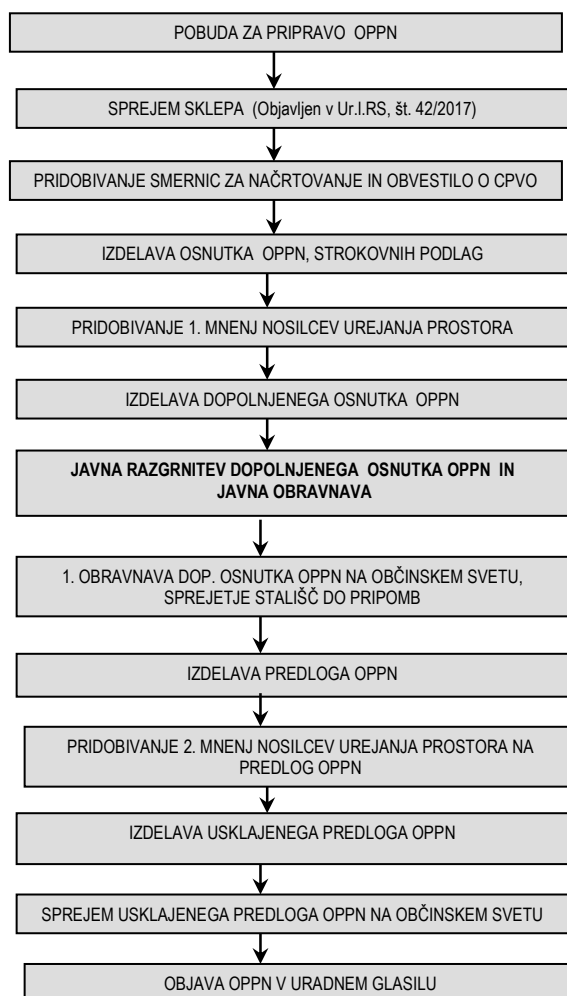 POBUDA ZA PRIPRAVO OPPN
SPREJEM SKLEPA (Objavljen v Ur.l.RS, št. 42/2017)
PRIDOBIVANJE SMERNIC ZA NAČRTOVANJE IN OBVESTILO O CPVO
IZDELAVA OSNUTKA OPPN, STROKOVNIH PODLAG
PRIDOBIVANJE 1. MNENJ NOSILCEV UREJANJA PROSTORA
IZDELAVA DOPOLNJENEGA OSNUTKA OPPN
JAVNA RAZGRNITEV DOPOLNJENEGA OSNUTKA OPPN IN
JAVNA OBRAVNAVA
1. OBRAVNAVA DOP. OSNUTKA OPPN NA OBČINSKEM SVETU,
SPREJETJE STALIŠČ DO PRIPOMB
IZDELAVA PREDLOGA OPPN
PRIDOBIVANJE 2. MNENJ NOSILCEV UREJANJA PROSTORA NA
PREDLOG OPPN
IZDELAVA USKLAJENEGA PREDLOGA OPPN
SPREJEM USKLAJENEGA PREDLOGA OPPN NA OBČINSKEM SVETU
OBJAVA OPPN V URADNEM GLASILU